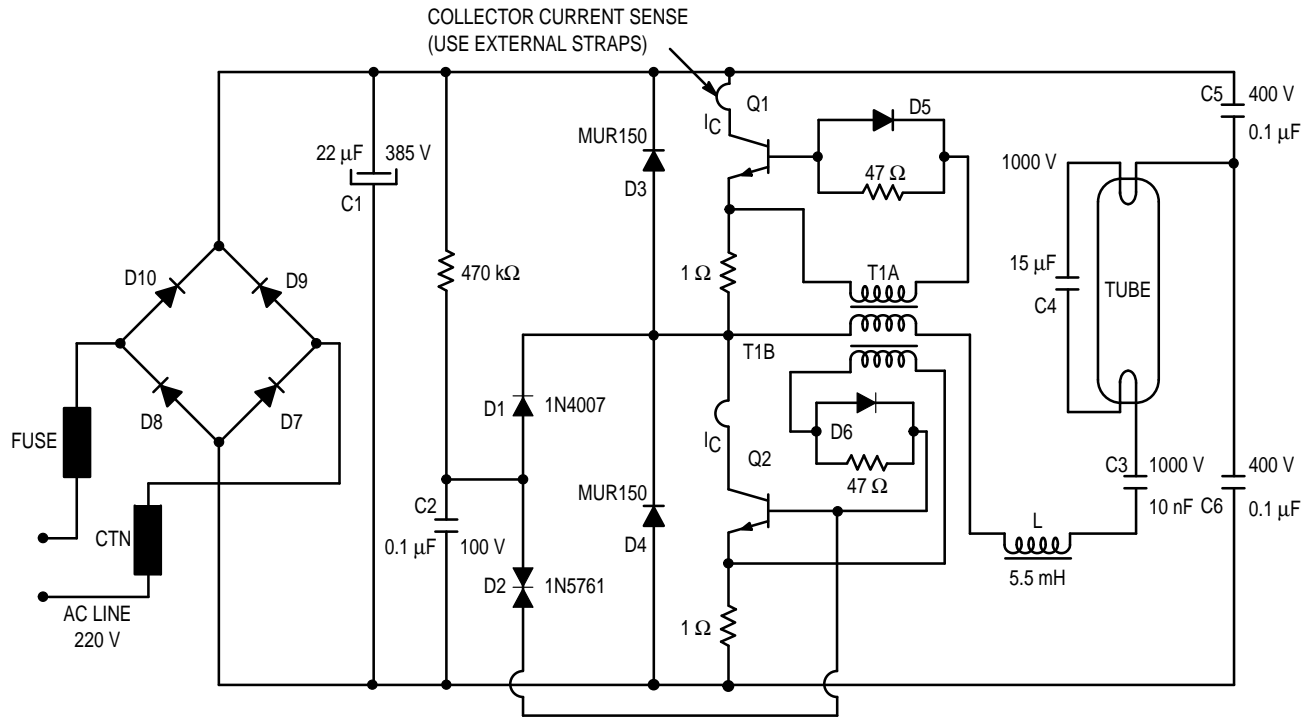 COLLECTOR CURRENT SENSE
(USE EXTERNAL STRAPS)
Q1
I_C
D5
C5
400 V
0.1 μF
MUR150
D3
22 μF
385 V
C1
47 Ω
1000 V
D10
D9
470 kΩ
1 Ω
T1A
15 μF
C4
TUBE
T1B
D8
D7
D1
1N4007
FUSE
D6
I_C
Q2
47 Ω
C3
1000 V
10 nF
C6
400 V
0.1 μF
MUR150
D4
C2
0.1 μF
100 V
CTN
L
5.5 mH
D2
1N5761
AC LINE
220 V
1 Ω